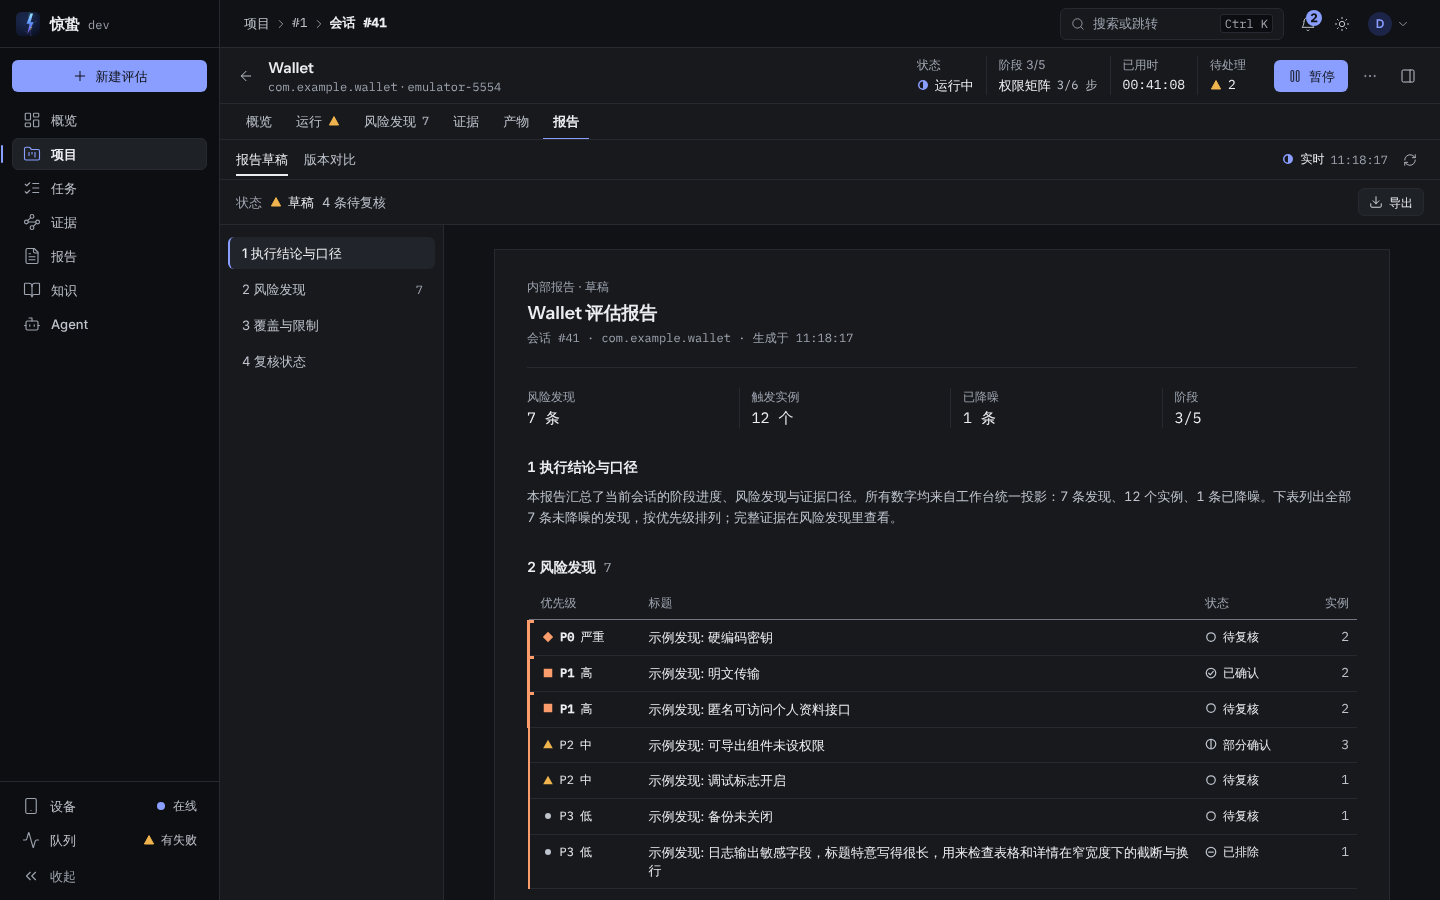 惊蛰 dev
新建评估
概览
项目
任务
证据
报告
知识
Agent
设备 在线
队列 有失败
收起
项目 > #1 > 会话 #41
搜索或跳转 Ctrl K
2
D
Wallet
com.example.wallet · emulator-5554
状态
运行中
阶段 3/5
权限矩阵 3/6 步
已用时
00:41:08
待处理
2
暂停
概览 运行 风险发现 7 证据 产物 报告
报告草稿 版本对比
实时 11:18:17
状态 草稿 4 条待复核
导出
1 执行结论与口径
2 风险发现 7
3 覆盖与限制
4 复核状态
内部报告 · 草稿
Wallet 评估报告
会话 #41 · com.example.wallet · 生成于 11:18:17
风险发现
7 条
触发实例
12 个
已降噪
1 条
阶段
3/5
1 执行结论与口径
本报告汇总了当前会话的阶段进度、风险发现与证据口径。所有数字均来自工作台统一投影：7 条发现、12 个实例、1 条已降噪。下表列出全部
7 条未降噪的发现，按优先级排列；完整证据在风险发现里查看。
2 风险发现 7
优先级 标题 状态 实例
P0 严重 示例发现: 硬编码密钥 待复核 2
P1 高 示例发现: 明文传输 已确认 2
P1 高 示例发现: 匿名可访问个人资料接口 待复核 2
P2 中 示例发现: 可导出组件未设权限 部分确认 3
P2 中 示例发现: 调试标志开启 待复核 1
P3 低 示例发现: 备份未关闭 待复核 1
P3 低 示例发现: 日志输出敏感字段，标题特意写得很长，用来检查表格和详情在窄宽度下的截断与换 已排除 1
行